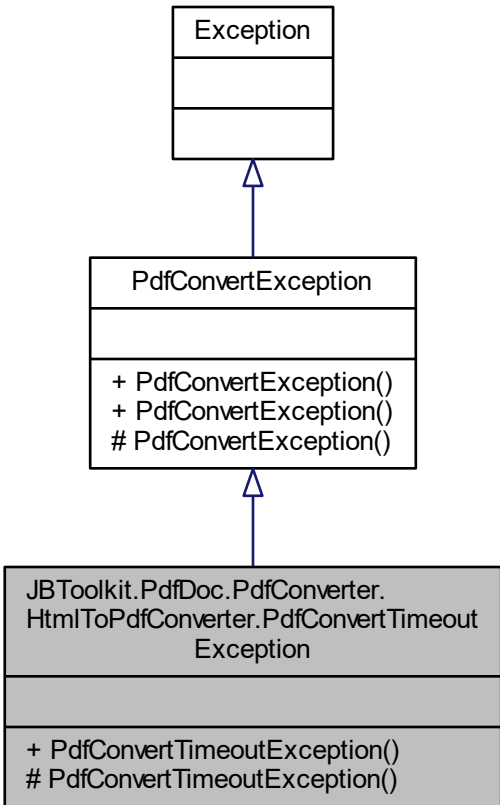 Exception
PdfConvertException
+ PdfConvertException()
+ PdfConvertException()
# PdfConvertException()
JBToolkit.PdfDoc.PdfConverter.
HtmlToPdfConverter.PdfConvertTimeout
Exception
+ PdfConvertTimeoutException()
# PdfConvertTimeoutException()